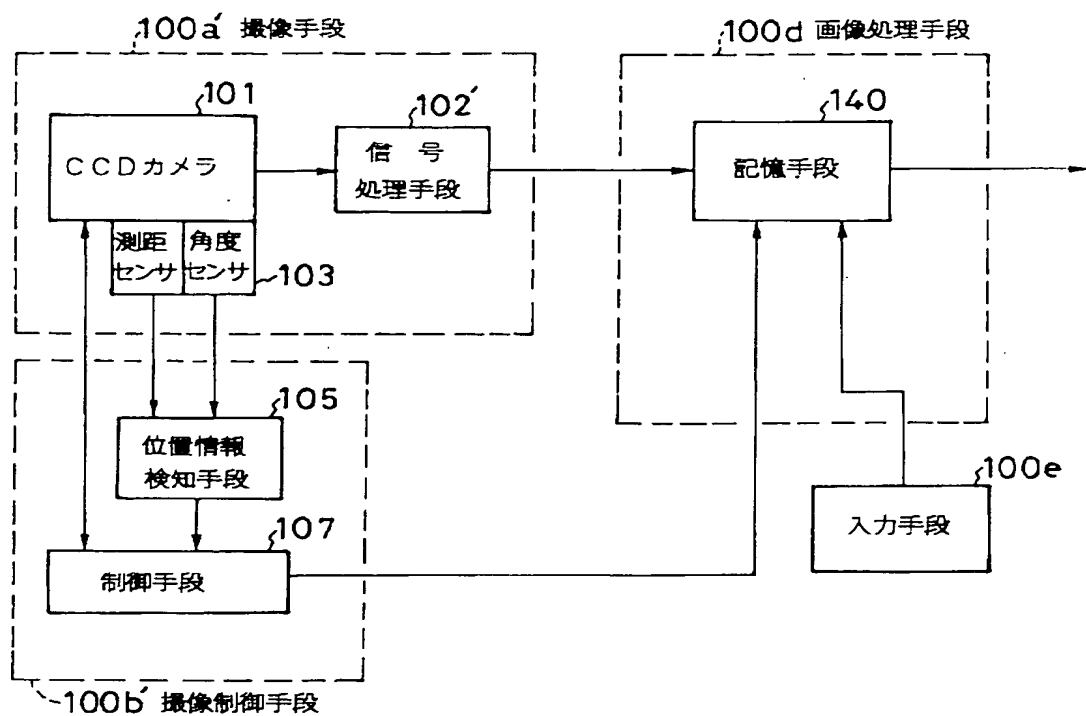 100a′ 撮像手段
100d 画像処理手段
101
CCDカメラ
102′
信 号
処理手段
140
記憶手段
測距
センサ
角度
センサ
103
105
位置情報
検知手段
107
制御手段
100e
入力手段
100b′ 撮像制御手段